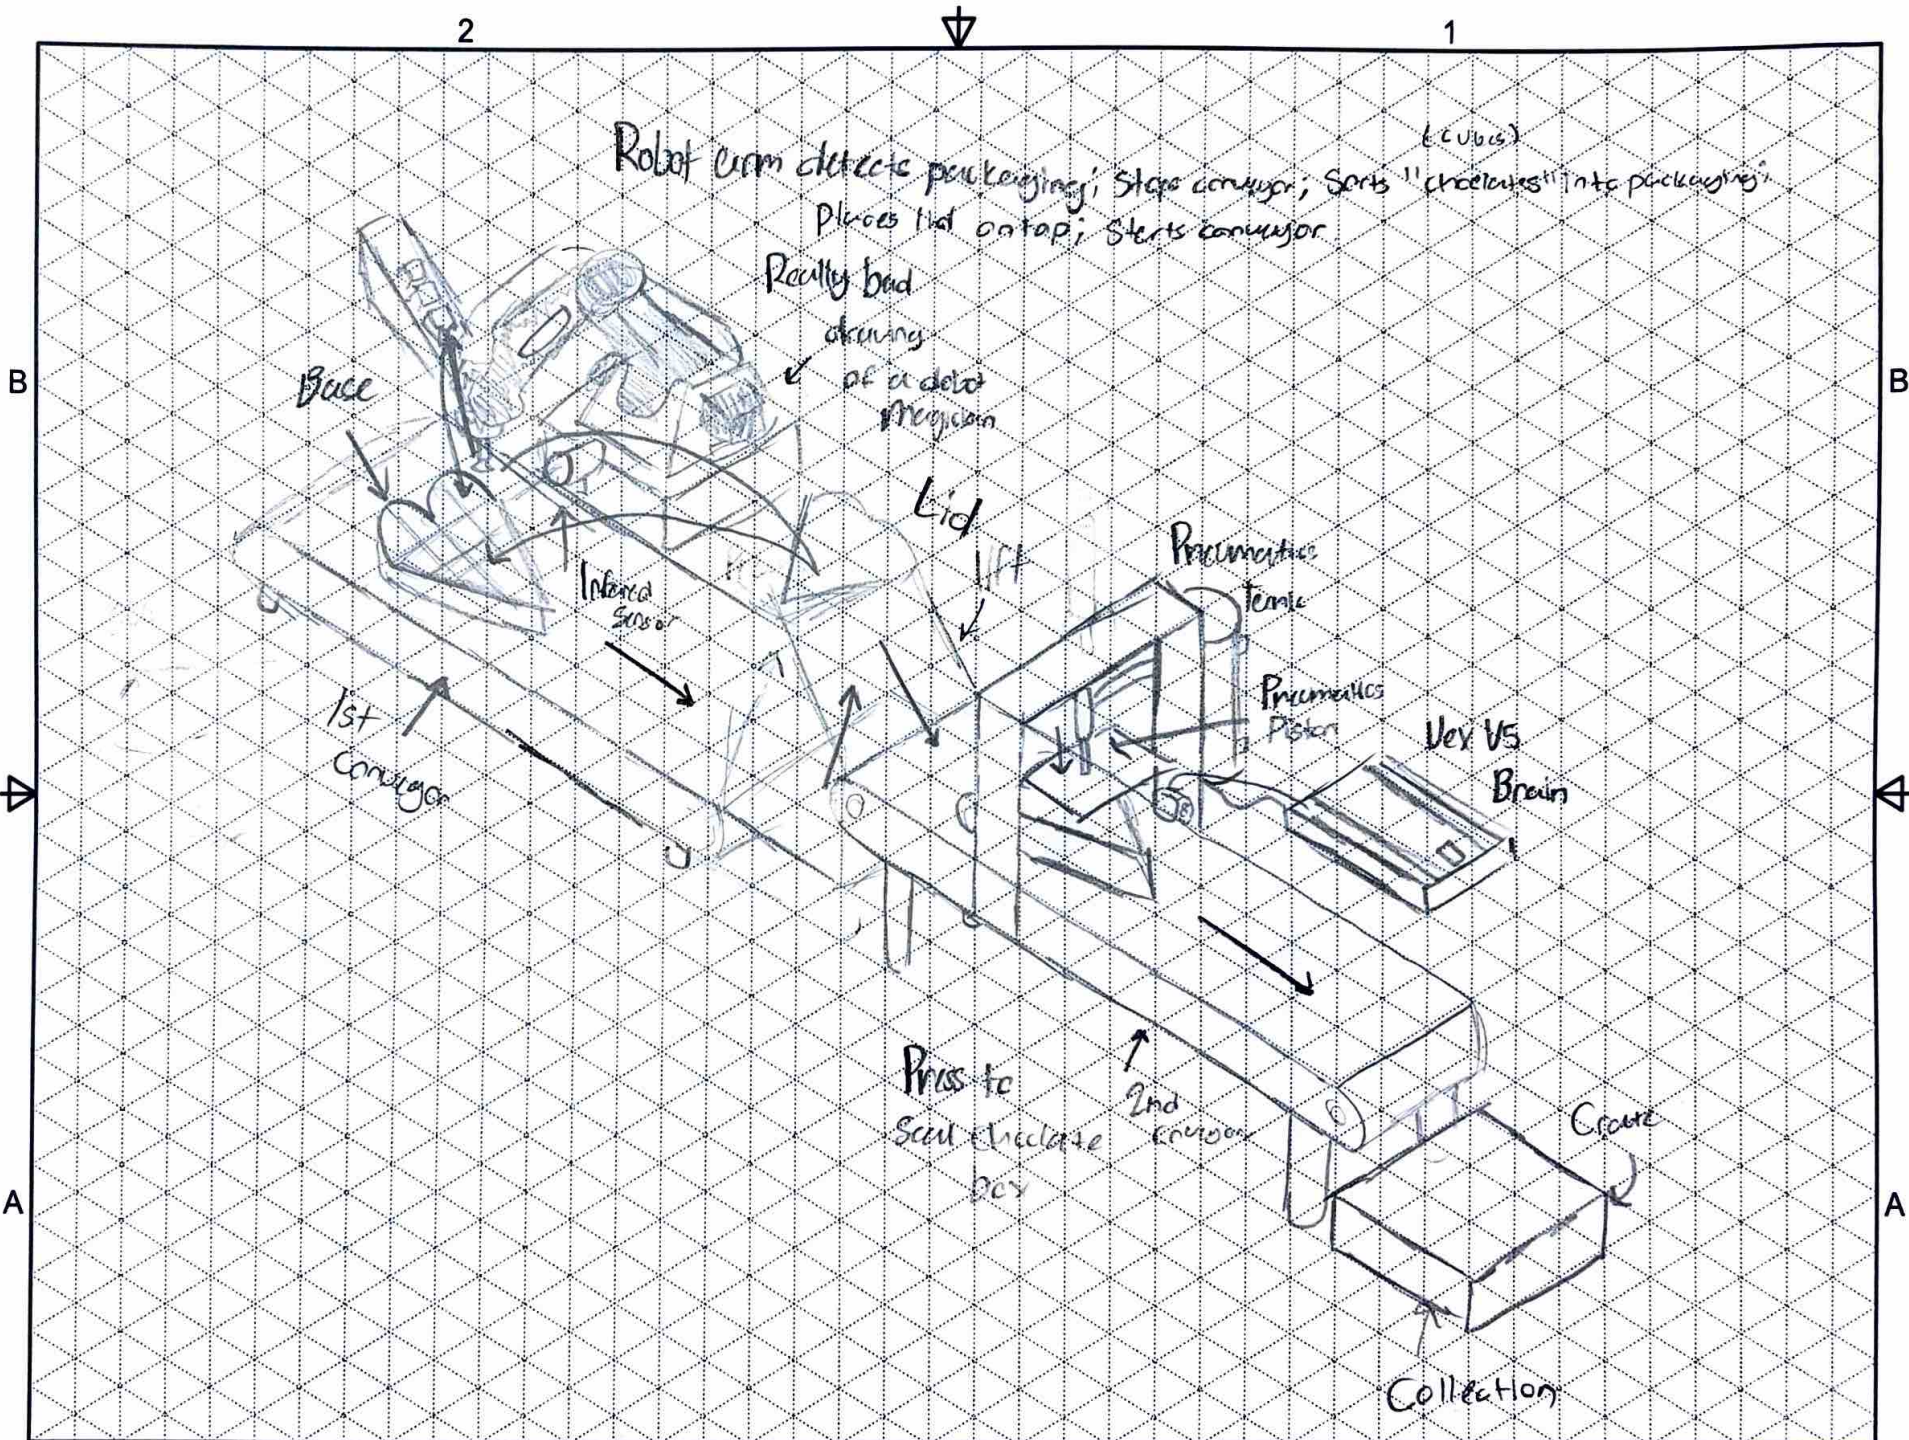 2
1
(cubes)
Robot arm detects packaging; Stops conveyor; Sorts "chocolates" into packaging;
Places lid on top; Starts conveyor
Really bad
drawing
of a dobot
Magician
Base
B
B
Lid
lift
Pneumatics
Tank
Infrared
Sensor
Pneumatics
Piston
1st
Conveyor
Vex V5
Brain
Press to
Seal chocolate
box
2nd
conveyor
Crate
A
A
Collection